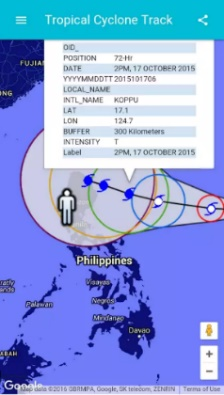 Tropical Cyclone Track
OID_
POSITION 72-Hr
DATE 2PM, 17 OCTOBER 2015
YYYYMMDDTT 2015101706
LOCAL_NAME
INTL_NAME KOPPU
LAT 17.1
LON 124.7
BUFFER 300 Kilometers
INTENSITY T
Label 2PM, 17 OCTOBER 2015
FUJIAN
Philippines
Visayas
Negros
Palawan
Mindanao
Davao
+
−
Google
Map data ©2016 GBRMPA, Google, SK telecom, ZENRIN
Terms of Use